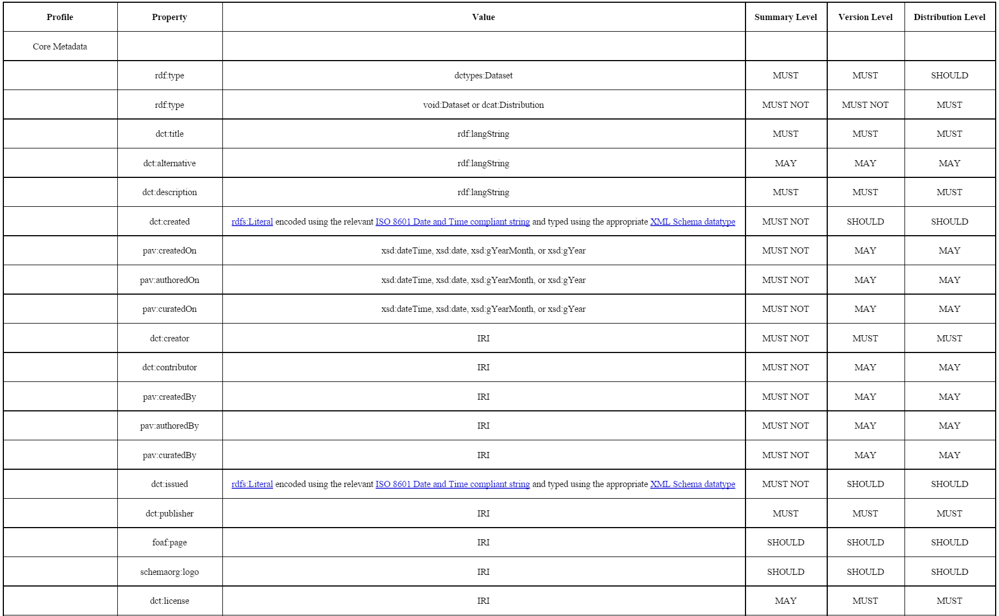 Profile Property Value Summary Level Version Level Distribution Level
Core Metadata
rdf:type dctypes:Dataset MUST MUST SHOULD
rdf:type void:Dataset or dcat:Distribution MUST NOT MUST NOT MUST
dct:title rdf:langString MUST MUST MUST
dct:alternative rdf:langString MAY MAY MAY
dct:description rdf:langString MUST MUST MUST
dct:created rdfs:Literal encoded using the relevant ISO 8601 Date and Time compliant string and typed using the appropriate XML Schema datatype MUST NOT SHOULD SHOULD
pav:createdOn xsd:dateTime, xsd:date, xsd:gYearMonth, or xsd:gYear MUST NOT MAY MAY
pav:authoredOn xsd:dateTime, xsd:date, xsd:gYearMonth, or xsd:gYear MUST NOT MAY MAY
pav:curatedOn xsd:dateTime, xsd:date, xsd:gYearMonth, or xsd:gYear MUST NOT MAY MAY
dct:creator IRI MUST NOT MUST MUST
dct:contributor IRI MUST NOT MAY MAY
pav:createdBy IRI MUST NOT MAY MAY
pav:authoredBy IRI MUST NOT MAY MAY
pav:curatedBy IRI MUST NOT MAY MAY
dct:issued rdfs:Literal encoded using the relevant ISO 8601 Date and Time compliant string and typed using the appropriate XML Schema datatype MUST NOT SHOULD SHOULD
dct:publisher IRI MUST MUST MUST
foaf:page IRI SHOULD SHOULD SHOULD
schemaorg:logo IRI SHOULD SHOULD SHOULD
dct:license IRI MAY MUST MUST